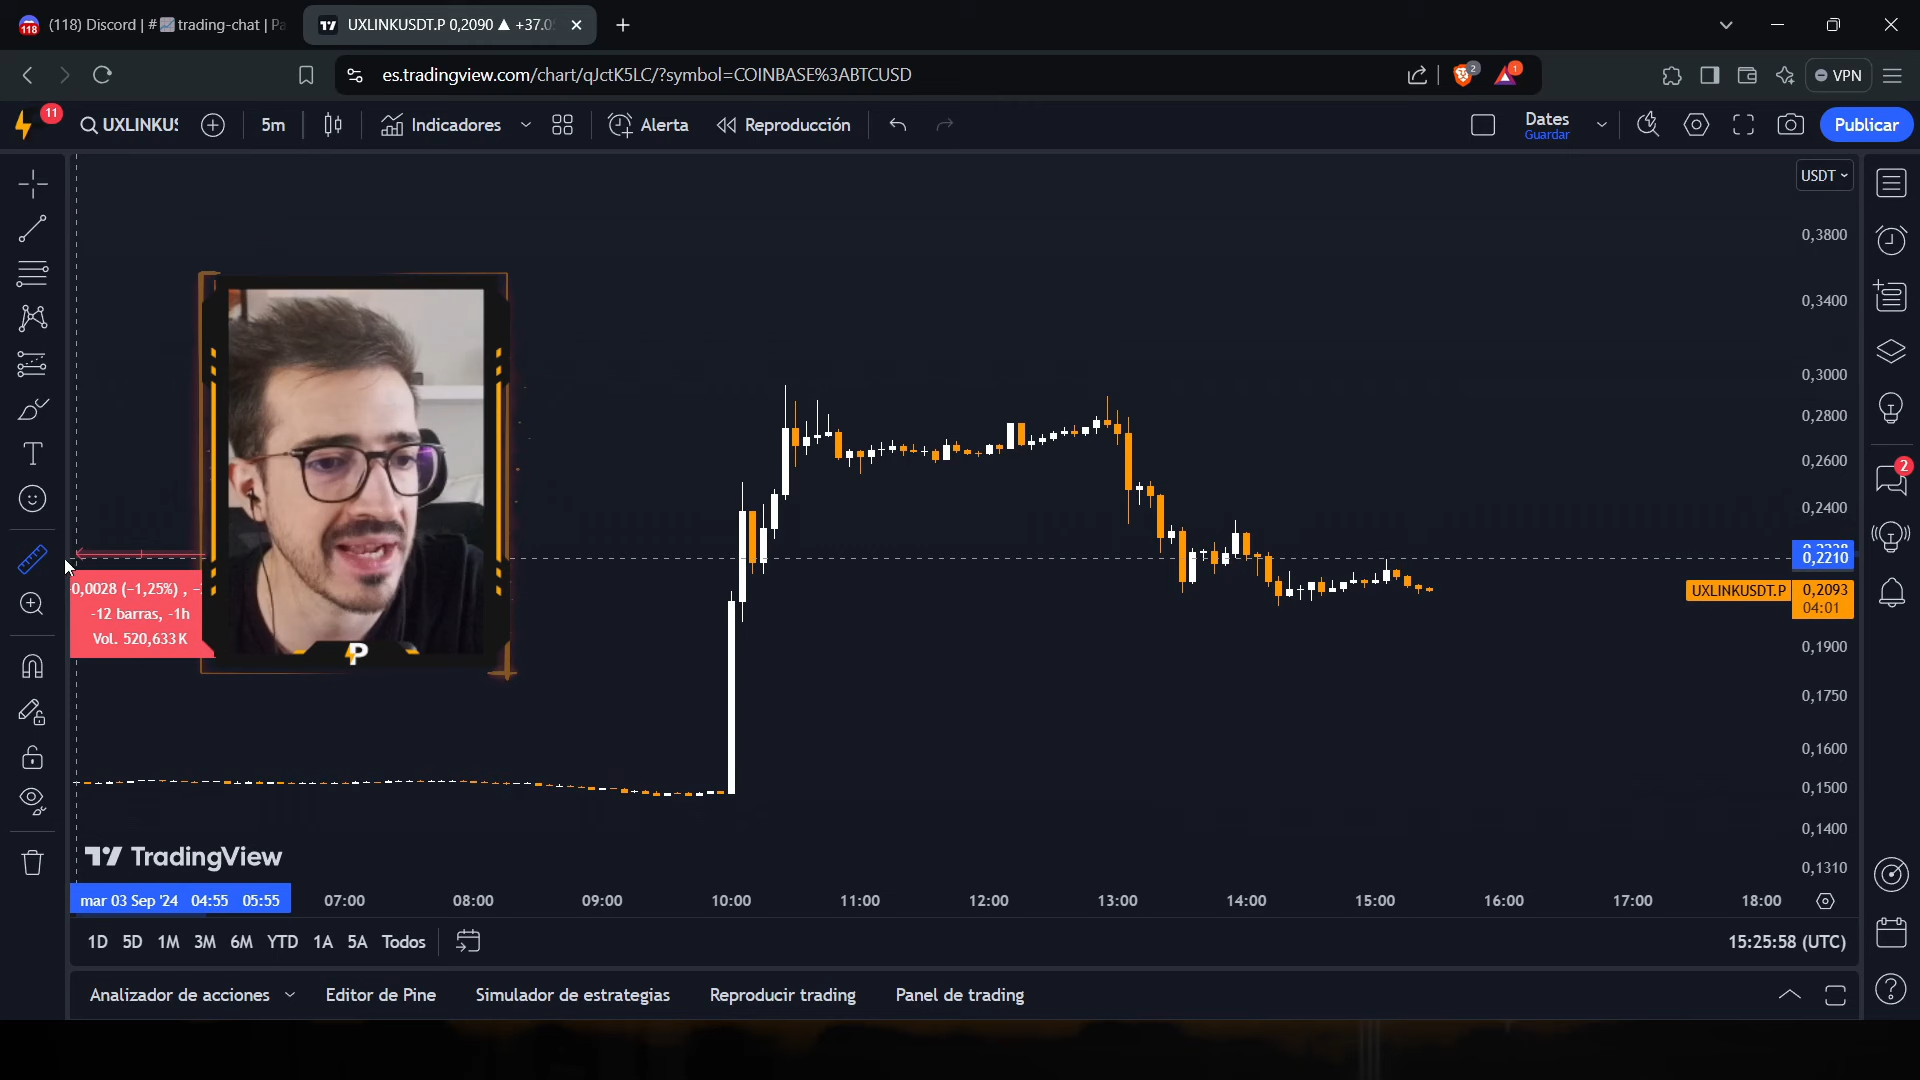 118
(118) Discord | # trading-chat | Pa
UXLINKUSDT.P 0,2090 ▲ +37.0
es.tradingview.com/chart/qJctK5LC/?symbol=COINBASE%3ABTCUSD
2
1
VPN
11
UXLINKUS
5m
Indicadores
Alerta
Reproducción
Dates
Guardar
Publicar
USDT
0,3800
0,3400
0,3000
0,2800
0,2600
0,2400
2
0,2210
UXLINKUSDT.P
0,2093
04:01
0,1900
0,1750
0,1600
0,1500
0,1400
0,1310
0,0028 (−1,25%) , −
-12 barras, -1h
Vol. 520,633 K
P
TradingView
mar 03 Sep '24 04:55 05:55
07:00
08:00
09:00
10:00
11:00
12:00
13:00
14:00
15:00
16:00
17:00
18:00
1D 5D 1M 3M 6M YTD 1A 5A Todos
15:25:58 (UTC)
Analizador de acciones
Editor de Pine
Simulador de estrategias
Reproducir trading
Panel de trading